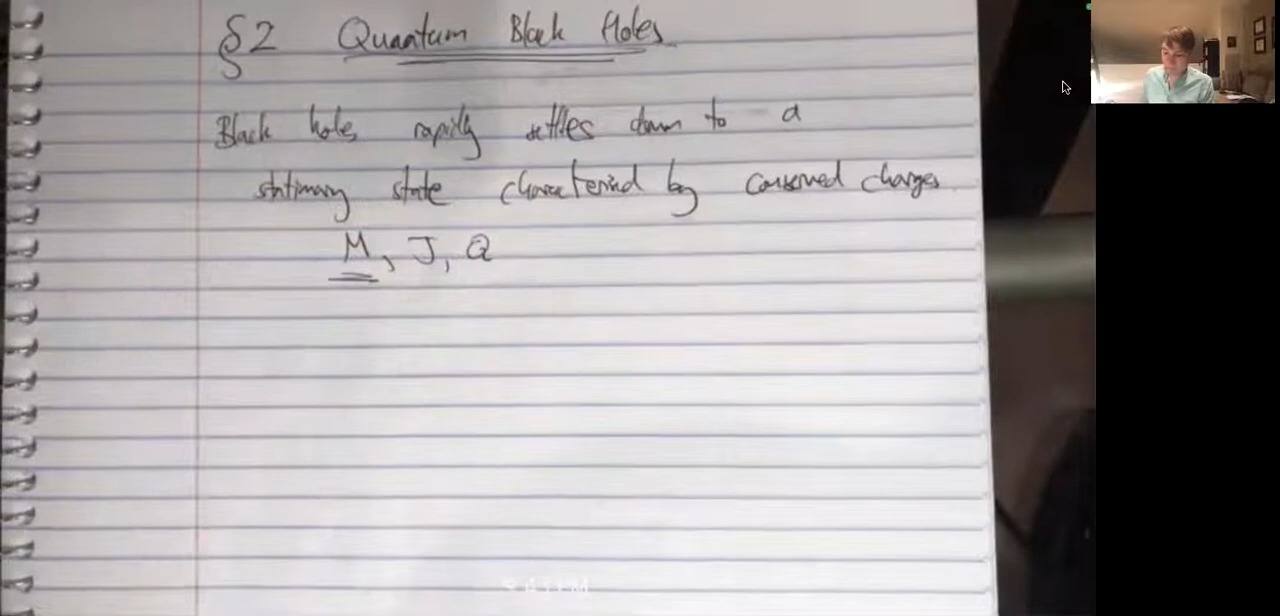 §2 Quantum Black Holes
Black holes rapidly settles down to a
stationary state characterised by conserved charges
M, J, Q